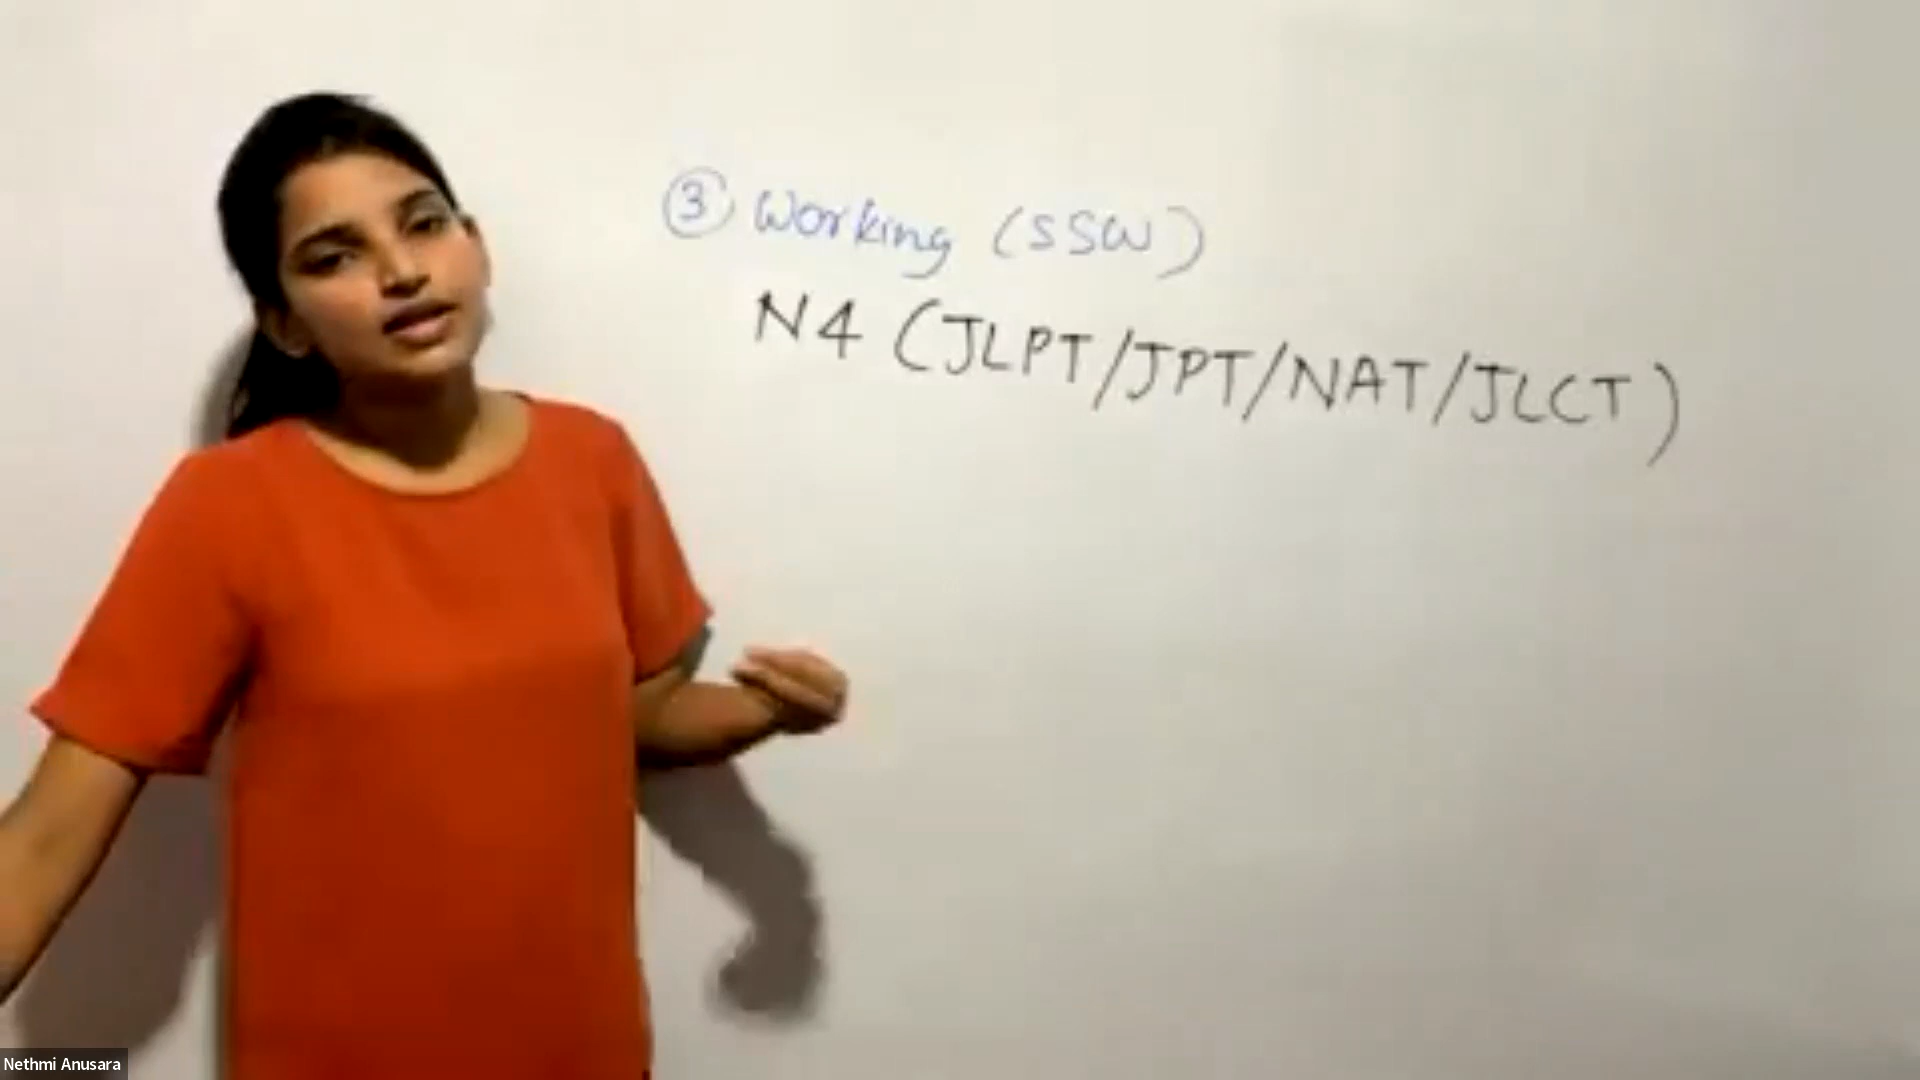 ③ Working (SSW)
N4 (JLPT/JPT/NAT/JLCT)
Nethmi Anusara